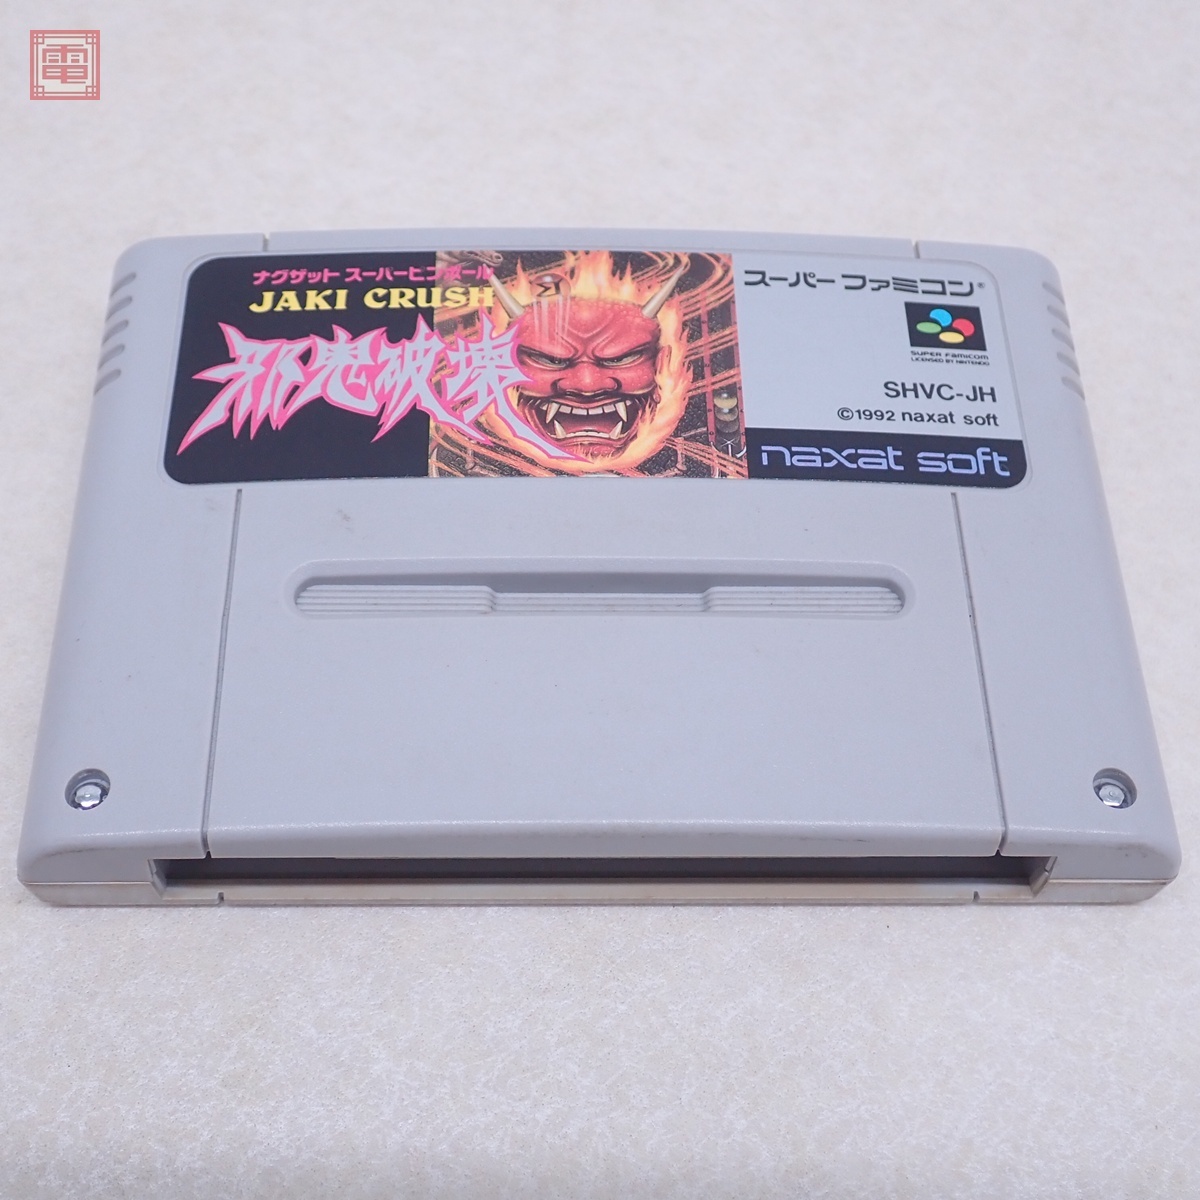 電
ナグザット スーパーピンボール
JAKI CRUSH
邪鬼破壊
スーパーファミコン®
SUPER FAMICOM
LICENSED BY NINTENDO
SHVC-JH
©1992 naxat soft
naxat soft